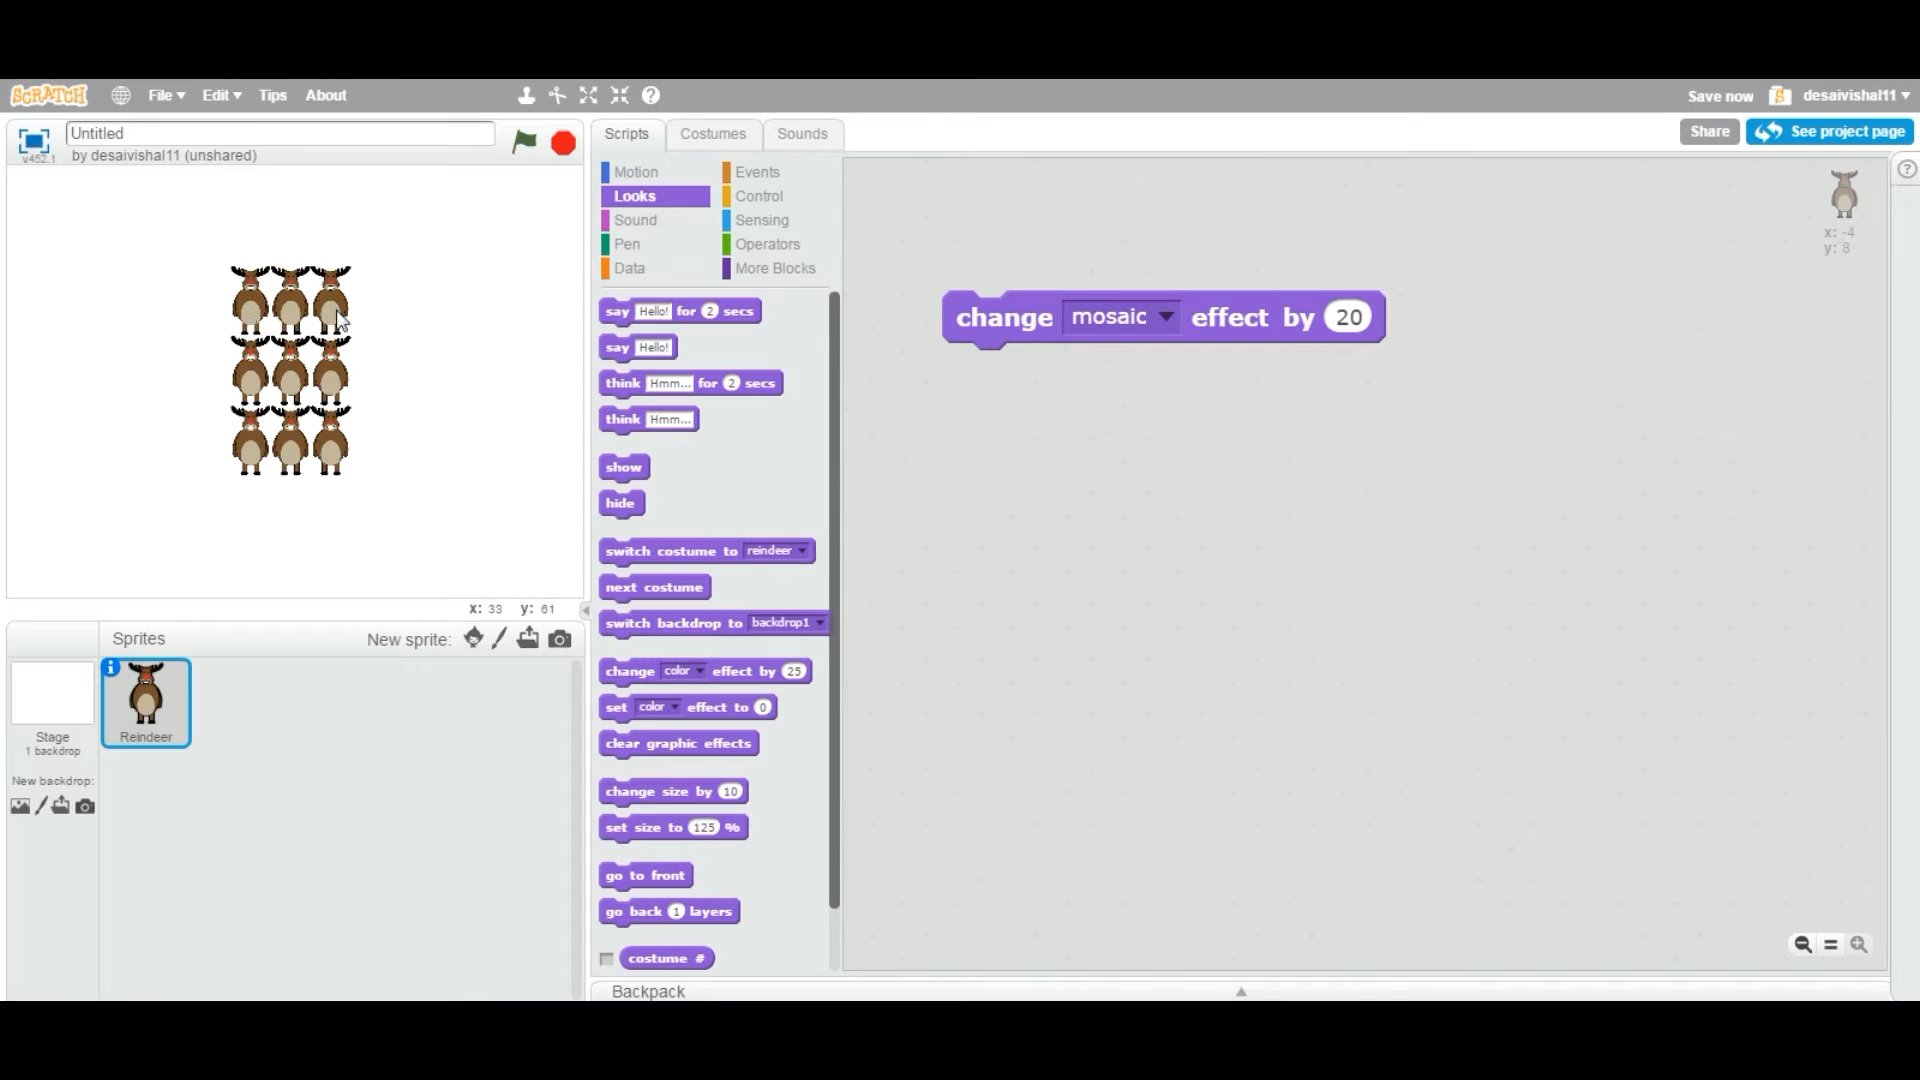 SCRATCH File Edit Tips About Save now desaivishal11
Untitled
by desaivishal11 (unshared)
v452.1
Scripts Costumes Sounds
Share See project page
Motion Events
Looks Control
Sound Sensing
Pen Operators
Data More Blocks
x: -4
y: 8
say Hello! for 2 secs
say Hello!
think Hmm... for 2 secs
think Hmm...
show
hide
switch costume to reindeer
next costume
switch backdrop to backdrop1
change color effect by 25
set color effect to 0
clear graphic effects
change size by 10
set size to 125 %
go to front
go back 1 layers
costume #
change mosaic effect by 20
x: 33 y: 61
Sprites New sprite:
Stage
1 backdrop
Reindeer
New backdrop:
Backpack